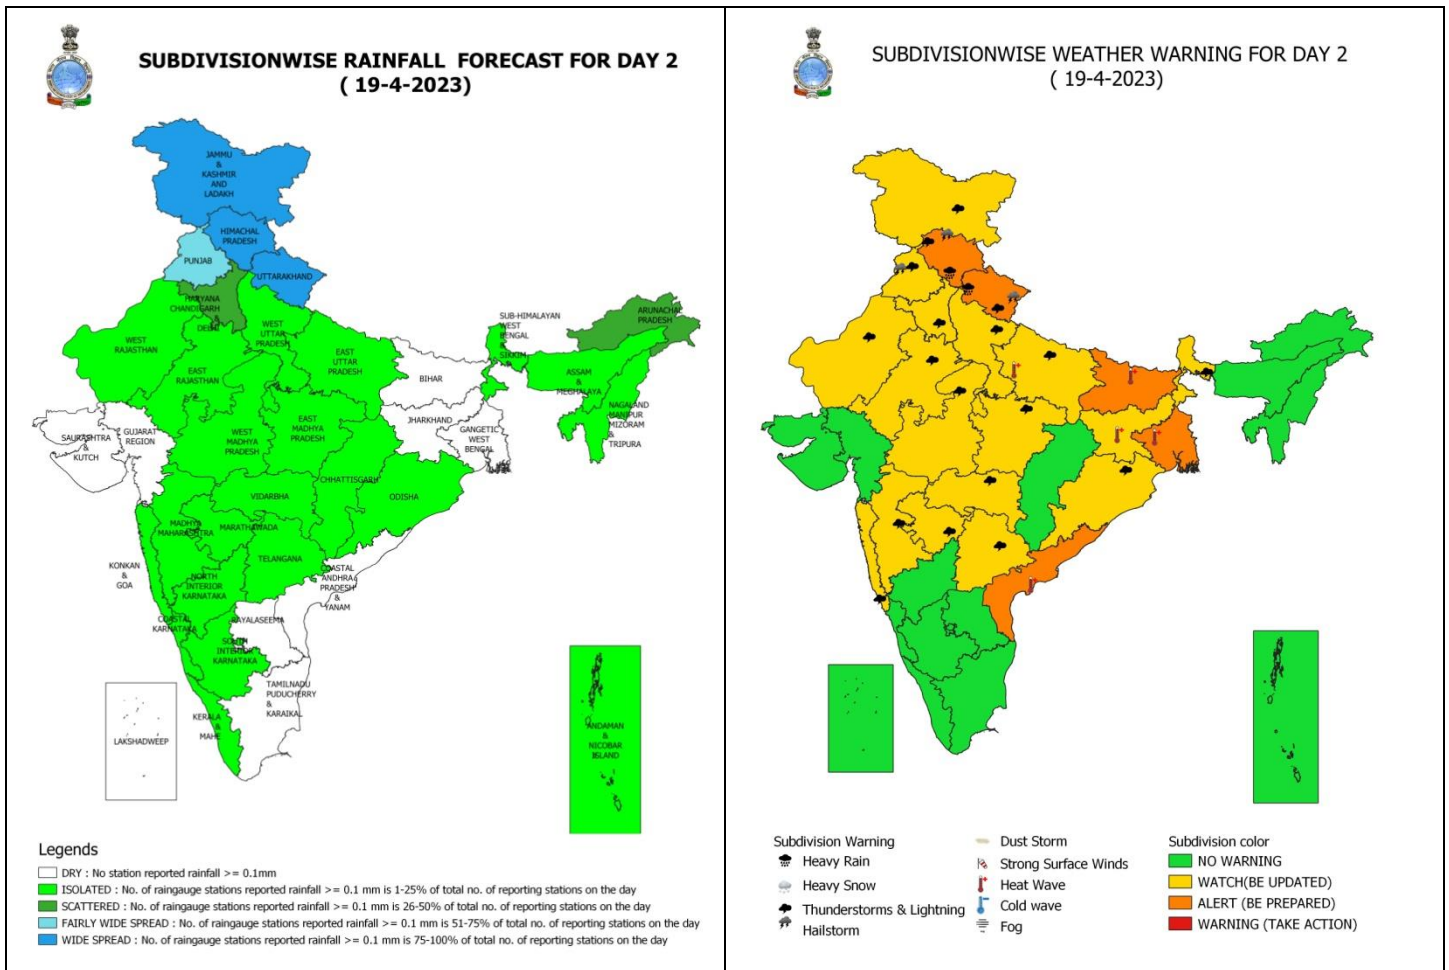 SUBDIVISIONWISE RAINFALL FORECAST FOR DAY 2
( 19-4-2023)
JAMMU
&
KASHMIR
AND
LADAKH
HIMACHAL
PRADESH
PUNJAB
UTTARAKHAND
HARYANA
CHANDIGARH
&
DELHI
WEST
UTTAR
PRADESH
EAST
UTTAR
PRADESH
WEST
RAJASTHAN
EAST
RAJASTHAN
SUB-HIMALAYAN
WEST
BENGAL
&
SIKKIM
ARUNACHAL
PRADESH
ASSAM
&
MEGHALAYA
NAGALAND
MANIPUR
MIZORAM
&
TRIPURA
BIHAR
JHARKHAND
GANGETIC
WEST
BENGAL
SAURASHTRA
&
KUTCH
GUJARAT
REGION
WEST
MADHYA
PRADESH
EAST
MADHYA
PRADESH
CHHATTISGARH
ODISHA
VIDARBHA
MADHYA
MAHARASHTRA
MARATHAWADA
TELANGANA
KONKAN
&
GOA
NORTH
INTERIOR
KARNATAKA
COASTAL
ANDHRA
PRADESH
&
YANAM
COASTAL
KARNATAKA
RAYALASEEMA
SOUTH
INTERIOR
KARNATAKA
TAMILNADU
PUDUCHERRY
&
KARAIKAL
KERALA
&
MAHE
LAKSHADWEEP
ANDAMAN
&
NICOBAR
ISLAND
Legends
DRY : No station reported rainfall >= 0.1mm
ISOLATED : No. of raingauge stations reported rainfall >= 0.1 mm is 1-25% of total no. of reporting stations on the day
SCATTERED : No. of raingauge stations reported rainfall >= 0.1 mm is 26-50% of total no. of reporting stations on the day
FAIRLY WIDE SPREAD : No. of raingauge stations reported rainfall >= 0.1 mm is 51-75% of total no. of reporting stations on the day
WIDE SPREAD : No. of raingauge stations reported rainfall >= 0.1 mm is 75-100% of total no. of reporting stations on the day
SUBDIVISIONWISE WEATHER WARNING FOR DAY 2
( 19-4-2023)
Subdivision Warning
Heavy Rain
Heavy Snow
Thunderstorms & Lightning
Hailstorm
Dust Storm
Strong Surface Winds
Heat Wave
Cold wave
Fog
Subdivision color
NO WARNING
WATCH(BE UPDATED)
ALERT (BE PREPARED)
WARNING (TAKE ACTION)